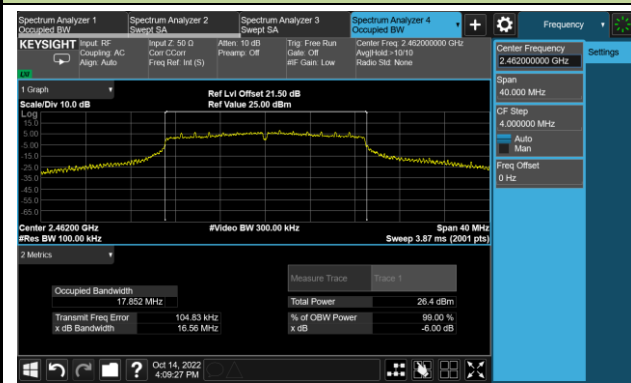 Spectrum Analyzer 1
Occupied BW
Spectrum Analyzer 2
Swept SA
Spectrum Analyzer 3
Swept SA
Spectrum Analyzer 4
Occupied BW
Frequency
KEYSIGHT
Input: RF
Coupling: AC
Align: Auto
Input Z: 50 Ω
Corr CCorr
Freq Ref: Int (S)
Atten: 10 dB
Preamp: Off
Trig: Free Run
Gate: Off
#IF Gain: Low
Center Freq: 2.462000000 GHz
Avg|Hold:>10/10
Radio Std: None
LXI
Center Frequency
2.462000000 GHz
Settings
Span
40.000 MHz
CF Step
4.000000 MHz
Auto
Man
Freq Offset
0 Hz
1 Graph
Scale/Div 10.0 dB
Ref Lvl Offset 21.50 dB
Ref Value 25.00 dBm
Log
15.0
5.00
-5.00
-15.0
-25.0
-35.0
-45.0
-55.0
-65.0
Center 2.46200 GHz
#Res BW 100.00 kHz
#Video BW 300.00 kHz
Span 40 MHz
Sweep 3.87 ms (2001 pts)
2 Metrics
Measure Trace
Trace 1
Occupied Bandwidth
17.852 MHz
Total Power
26.4 dBm
Transmit Freq Error
104.83 kHz
% of OBW Power
99.00 %
x dB Bandwidth
16.56 MHz
x dB
-6.00 dB
?
Oct 14, 2022
4:09:27 PM